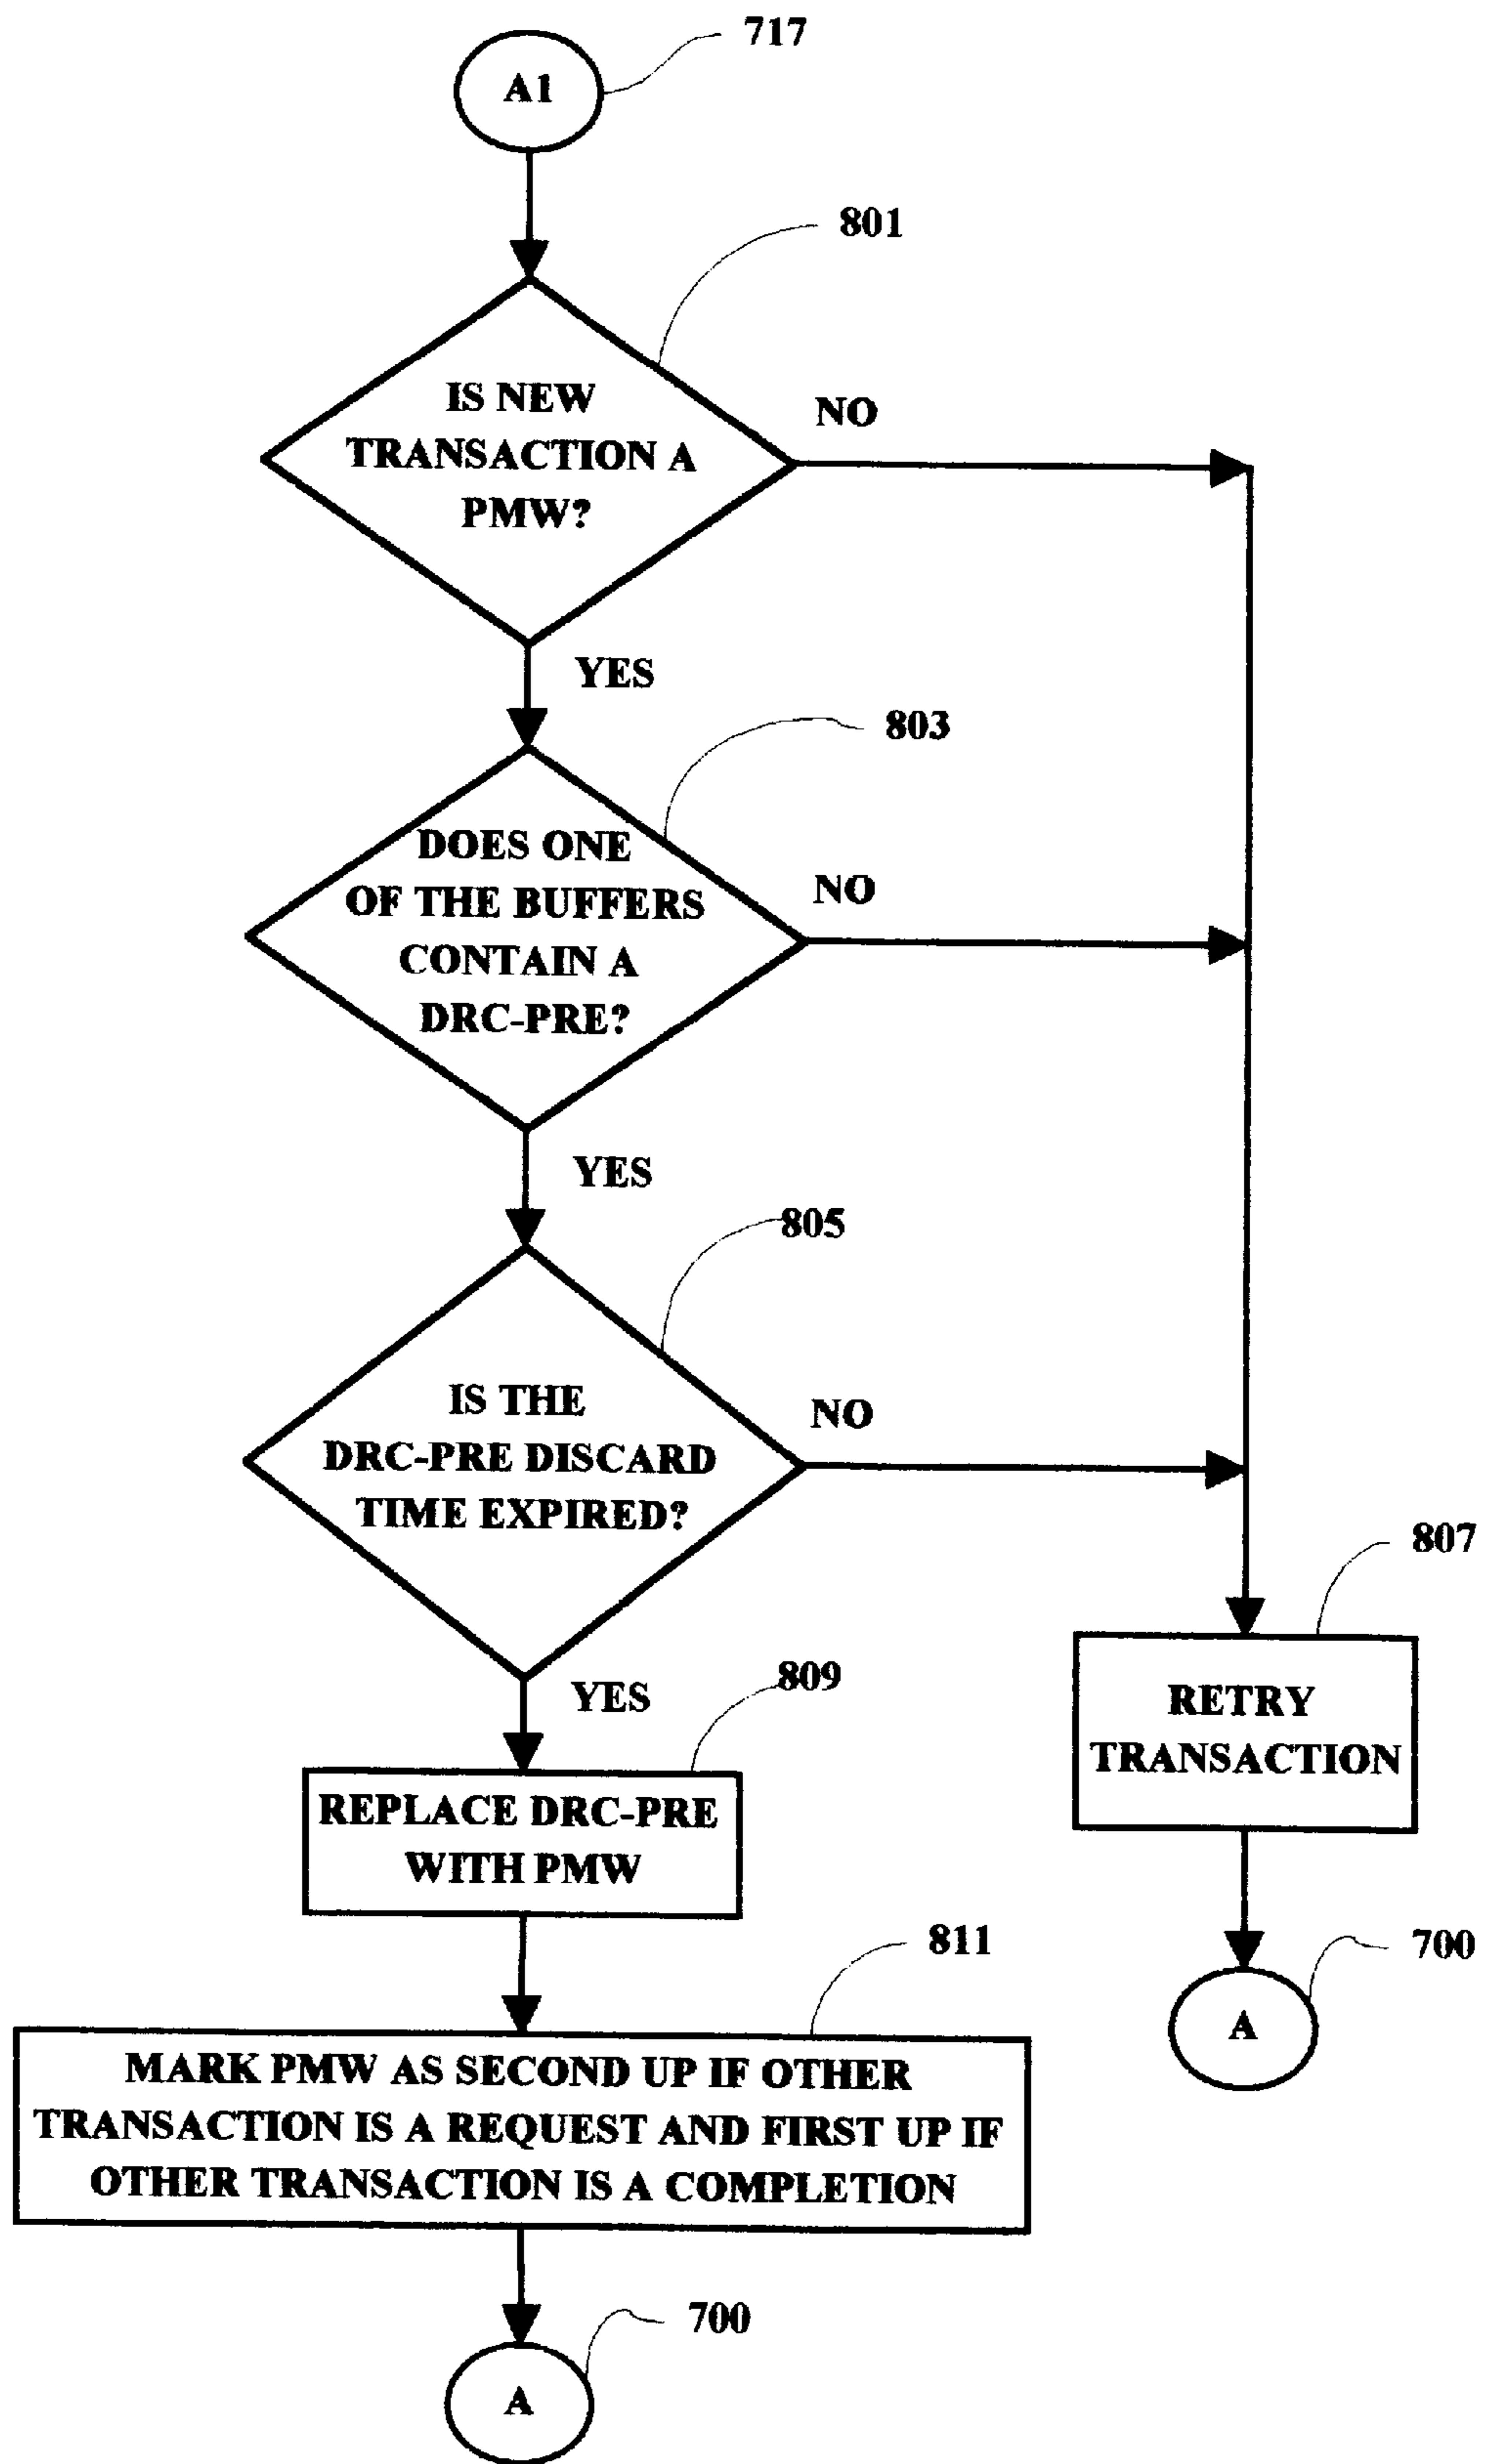 717
A1
801
IS NEW
TRANSACTION A
PMW?
NO
YES
803
DOES ONE
OF THE BUFFERS
CONTAIN A
DRC-PRE?
NO
YES
805
IS THE
DRC-PRE DISCARD
TIME EXPIRED?
NO
YES
807
RETRY
TRANSACTION
809
REPLACE DRC-PRE
WITH PMW
700
A
811
MARK PMW AS SECOND UP IF OTHER
TRANSACTION IS A REQUEST AND FIRST UP IF
OTHER TRANSACTION IS A COMPLETION
700
A